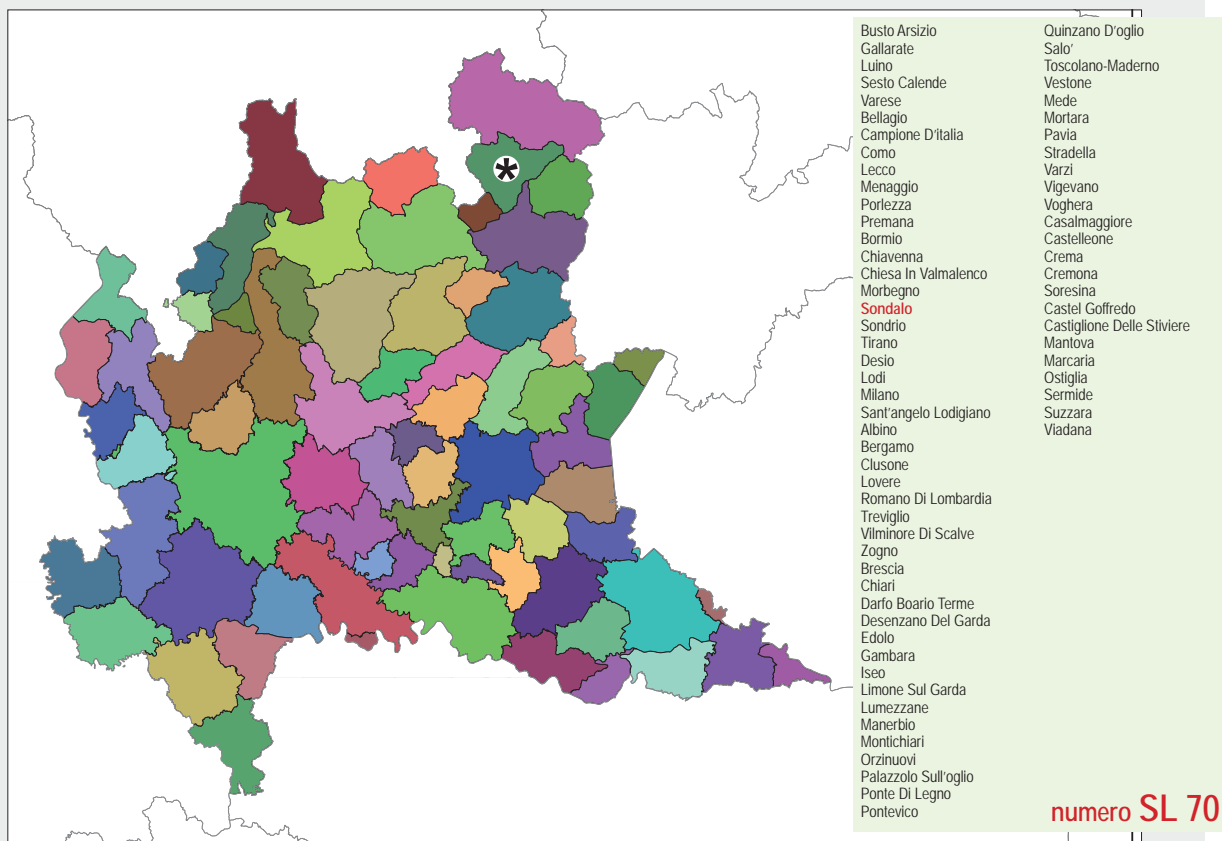 Busto Arsizio
Gallarate
Luino
Sesto Calende
Varese
Bellagio
Campione D'italia
Como
Lecco
Menaggio
Porlezza
Premana
Bormio
Chiavenna
Chiesa In Valmalenco
Morbegno
Sondalo
Sondrio
Tirano
Desio
Lodi
Milano
Sant'angelo Lodigiano
Albino
Bergamo
Clusone
Lovere
Romano Di Lombardia
Treviglio
Vilminore Di Scalve
Zogno
Brescia
Chiari
Darfo Boario Terme
Desenzano Del Garda
Edolo
Gambara
Iseo
Limone Sul Garda
Lumezzane
Manerbio
Montichiari
Orzinuovi
Palazzolo Sull'oglio
Ponte Di Legno
Pontevico
Quinzano D'oglio
Salo'
Toscolano-Maderno
Vestone
Mede
Mortara
Pavia
Stradella
Varzi
Vigevano
Voghera
Casalmaggiore
Castelleone
Crema
Cremona
Soresina
Castel Goffredo
Castiglione Delle Stiviere
Mantova
Marcaria
Ostiglia
Sermide
Suzzara
Viadana
numero SL 70